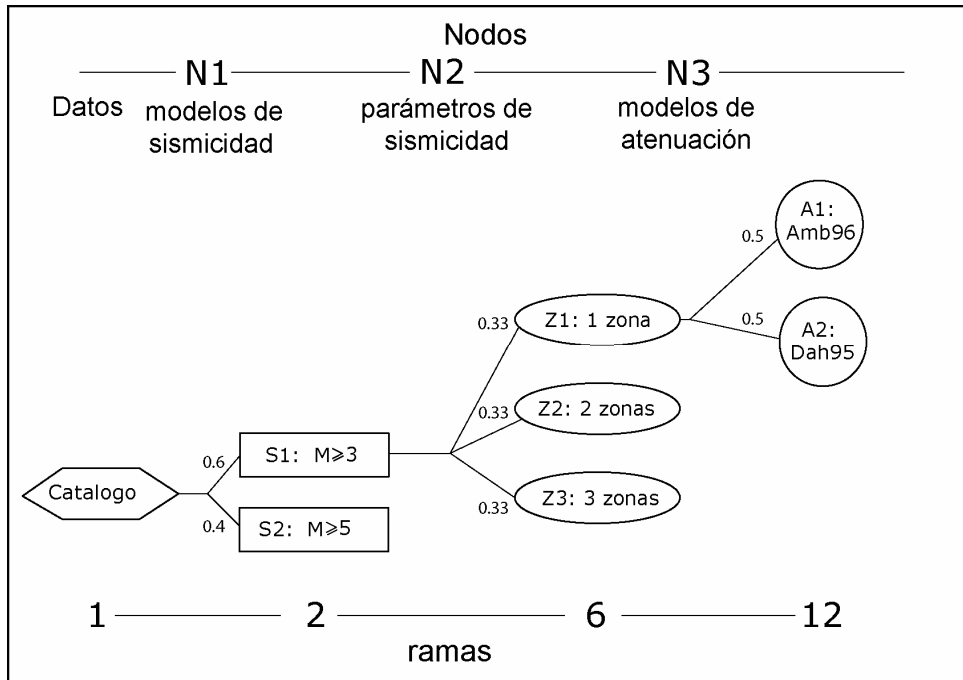 Nodos
N1 N2 N3
Datos
modelos de
sismicidad
parámetros de
sismicidad
modelos de
atenuación
A1:
Amb96
0.5
0.5
A2:
Dah95
0.33
Z1: 1 zona
0.33
Z2: 2 zonas
0.33
Z3: 3 zonas
0.6
S1: M⩾3
Catalogo
0.4
S2: M⩾5
1 2 6 12
ramas